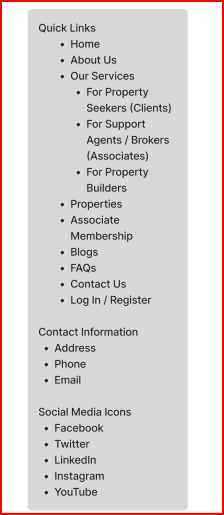 Quick Links
• Home
• About Us
• Our Services
• For Property
Seekers (Clients)
• For Support
Agents / Brokers
(Associates)
• For Property
Builders
• Properties
• Associate
Membership
• Blogs
• FAQs
• Contact Us
• Log In / Register
Contact Information
• Address
• Phone
• Email
Social Media Icons
• Facebook
• Twitter
• LinkedIn
• Instagram
• YouTube